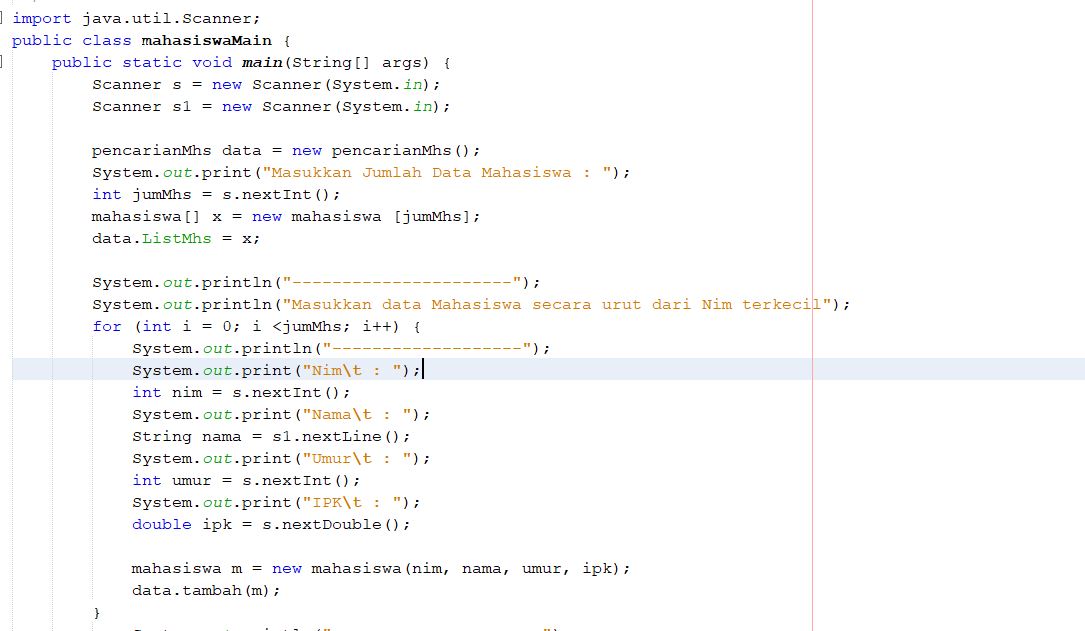 import java.util.Scanner;
public class mahasiswaMain {
public static void main(String[] args) {
Scanner s = new Scanner(System.in);
Scanner s1 = new Scanner(System.in);
pencarianMhs data = new pencarianMhs();
System.out.print("Masukkan Jumlah Data Mahasiswa : ");
int jumMhs = s.nextInt();
mahasiswa[] x = new mahasiswa [jumMhs];
data.ListMhs = x;
System.out.println("----------------------");
System.out.println("Masukkan data Mahasiswa secara urut dari Nim terkecil");
for (int i = 0; i <jumMhs; i++) {
System.out.println("-------------------");
System.out.print("Nim\t : ");
int nim = s.nextInt();
System.out.print("Nama\t : ");
String nama = s1.nextLine();
System.out.print("Umur\t : ");
int umur = s.nextInt();
System.out.print("IPK\t : ");
double ipk = s.nextDouble();
mahasiswa m = new mahasiswa(nim, nama, umur, ipk);
data.tambah(m);
}